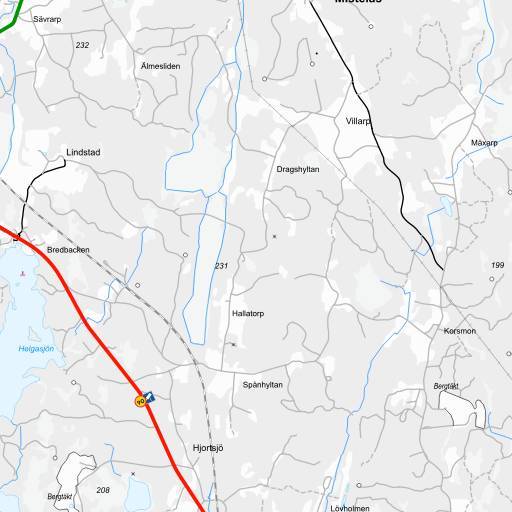 Sävrarp
232
Älmesliden
Villarp
Måxarp
Lindstad
Dragshyltan
Bredbacken
231
199
Hallatorp
Helgasjön
Korsmon
Spånhyltan
Bergtäkt
Hjortsjö
Bergtäkt
208
Lövholmen